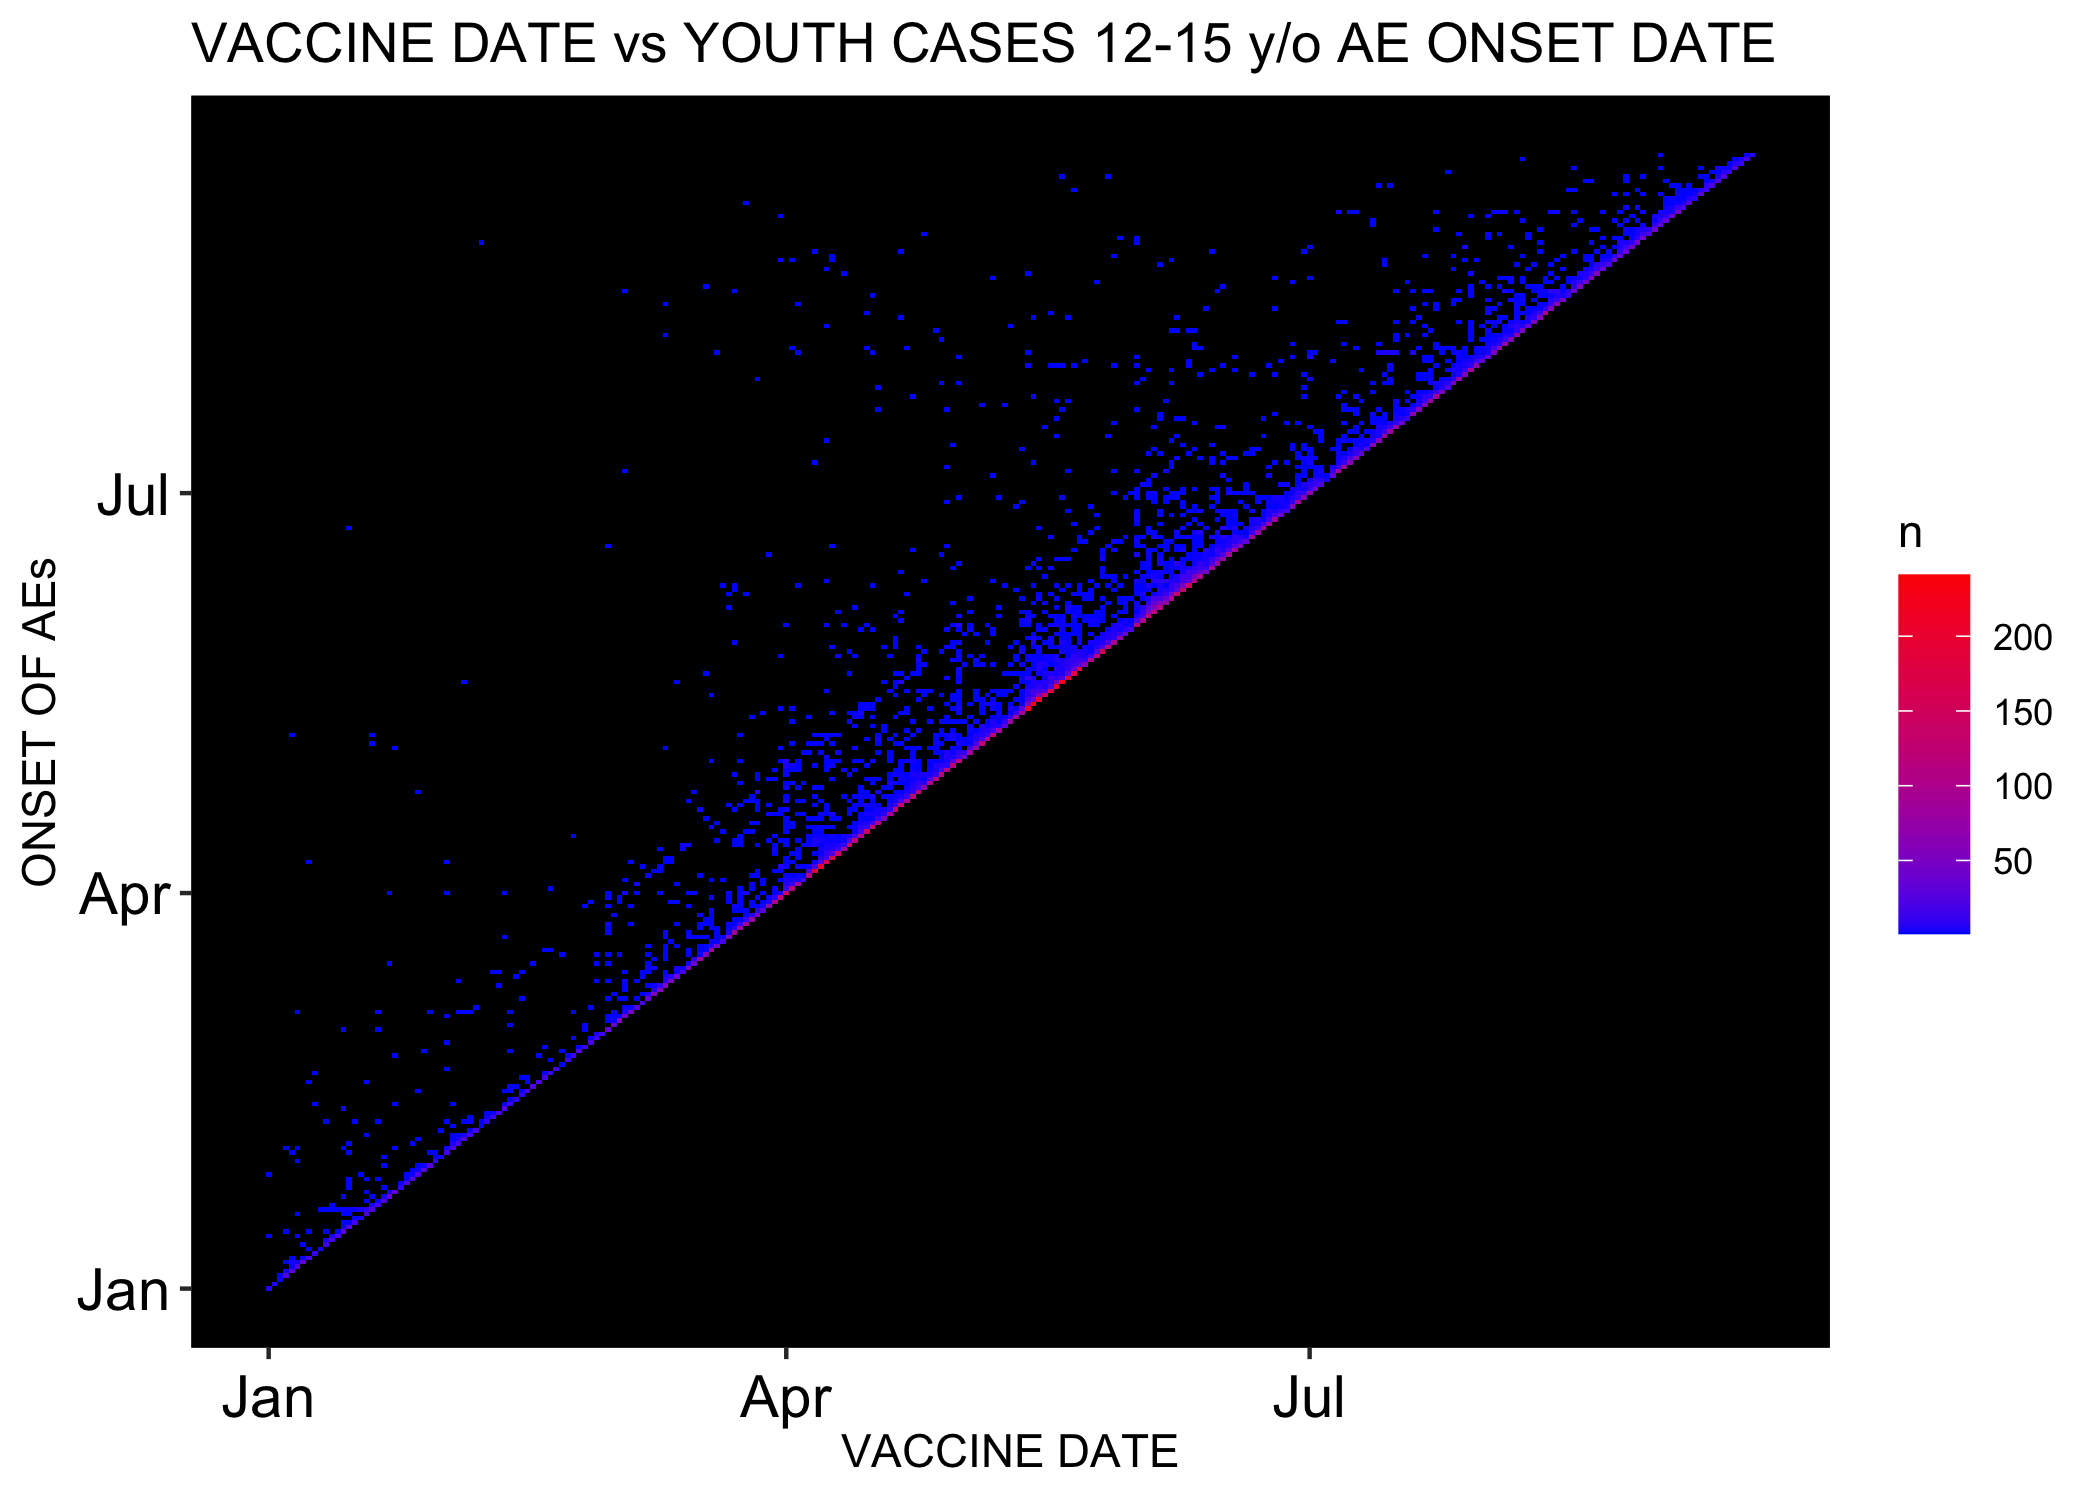 VACCINE DATE vs YOUTH CASES 12-15 y/o AE ONSET DATE
ONSET OF AEs
Jul
Apr
Jan
Jan
Apr
Jul
VACCINE DATE
n
200
150
100
50